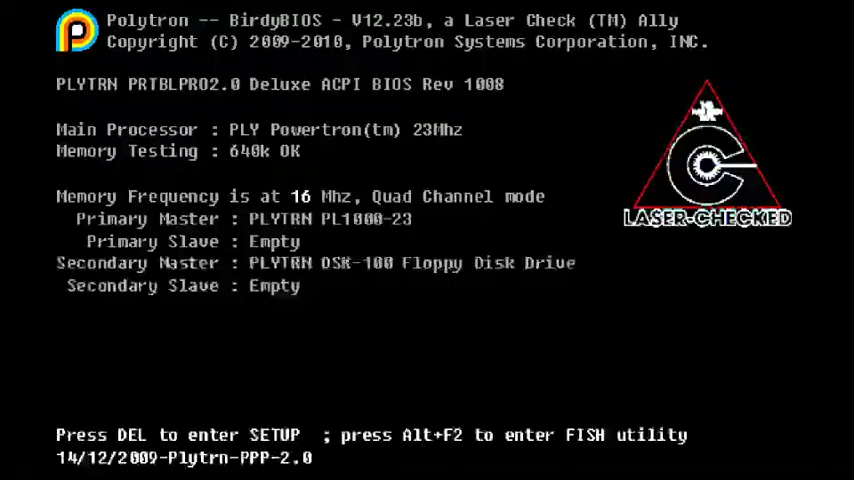 Polytron -- BirdyBIOS - V12.23b, a Laser Check (TM) Ally
Copyright (C) 2009-2010, Polytron Systems Corporation, INC.
PLYTRN PRTBLPRO2.0 Deluxe ACPI BIOS Rev 1008
Main Processor : PLY Powertron(tm) 23Mhz
Memory Testing : 640k OK
LASER-CHECKED
Memory Frequency is at 16 Mhz, Quad Channel mode
Primary Master : PLYTRN PL1000-23
Primary Slave : Empty
Secondary Master : PLYTRN DSK-100 Floppy Disk Drive
Secondary Slave : Empty
Press DEL to enter SETUP ; press Alt+F2 to enter FISH utility
14/12/2009-Plytrn-PPP-2.0